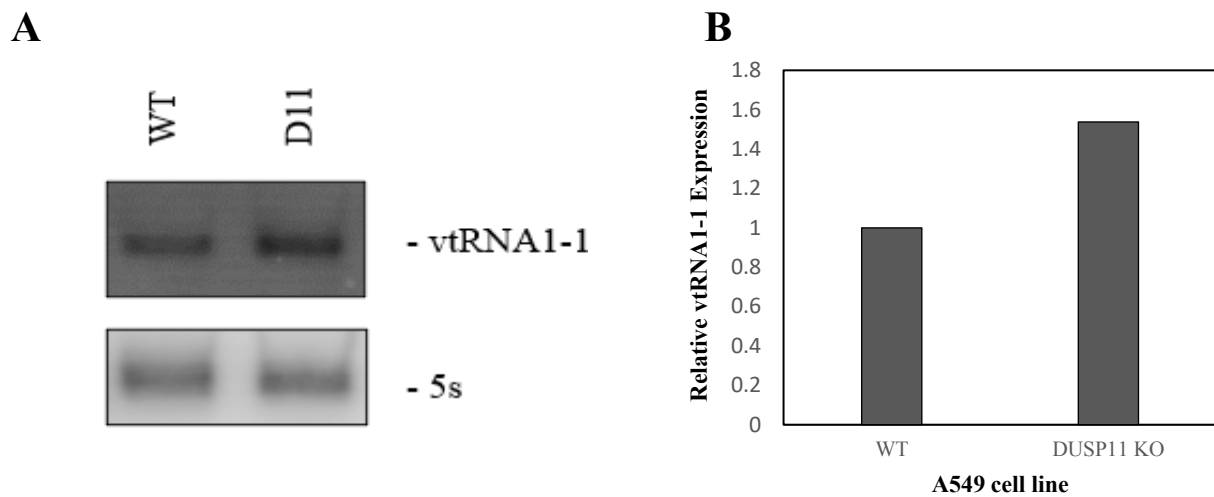 A
WT
D11
- vtRNA1-1
- 5s
B
Relative vtRNA1-1 Expression
1.8
1.6
1.4
1.2
1
0.8
0.6
0.4
0.2
0
WT
DUSP11 KO
A549 cell line